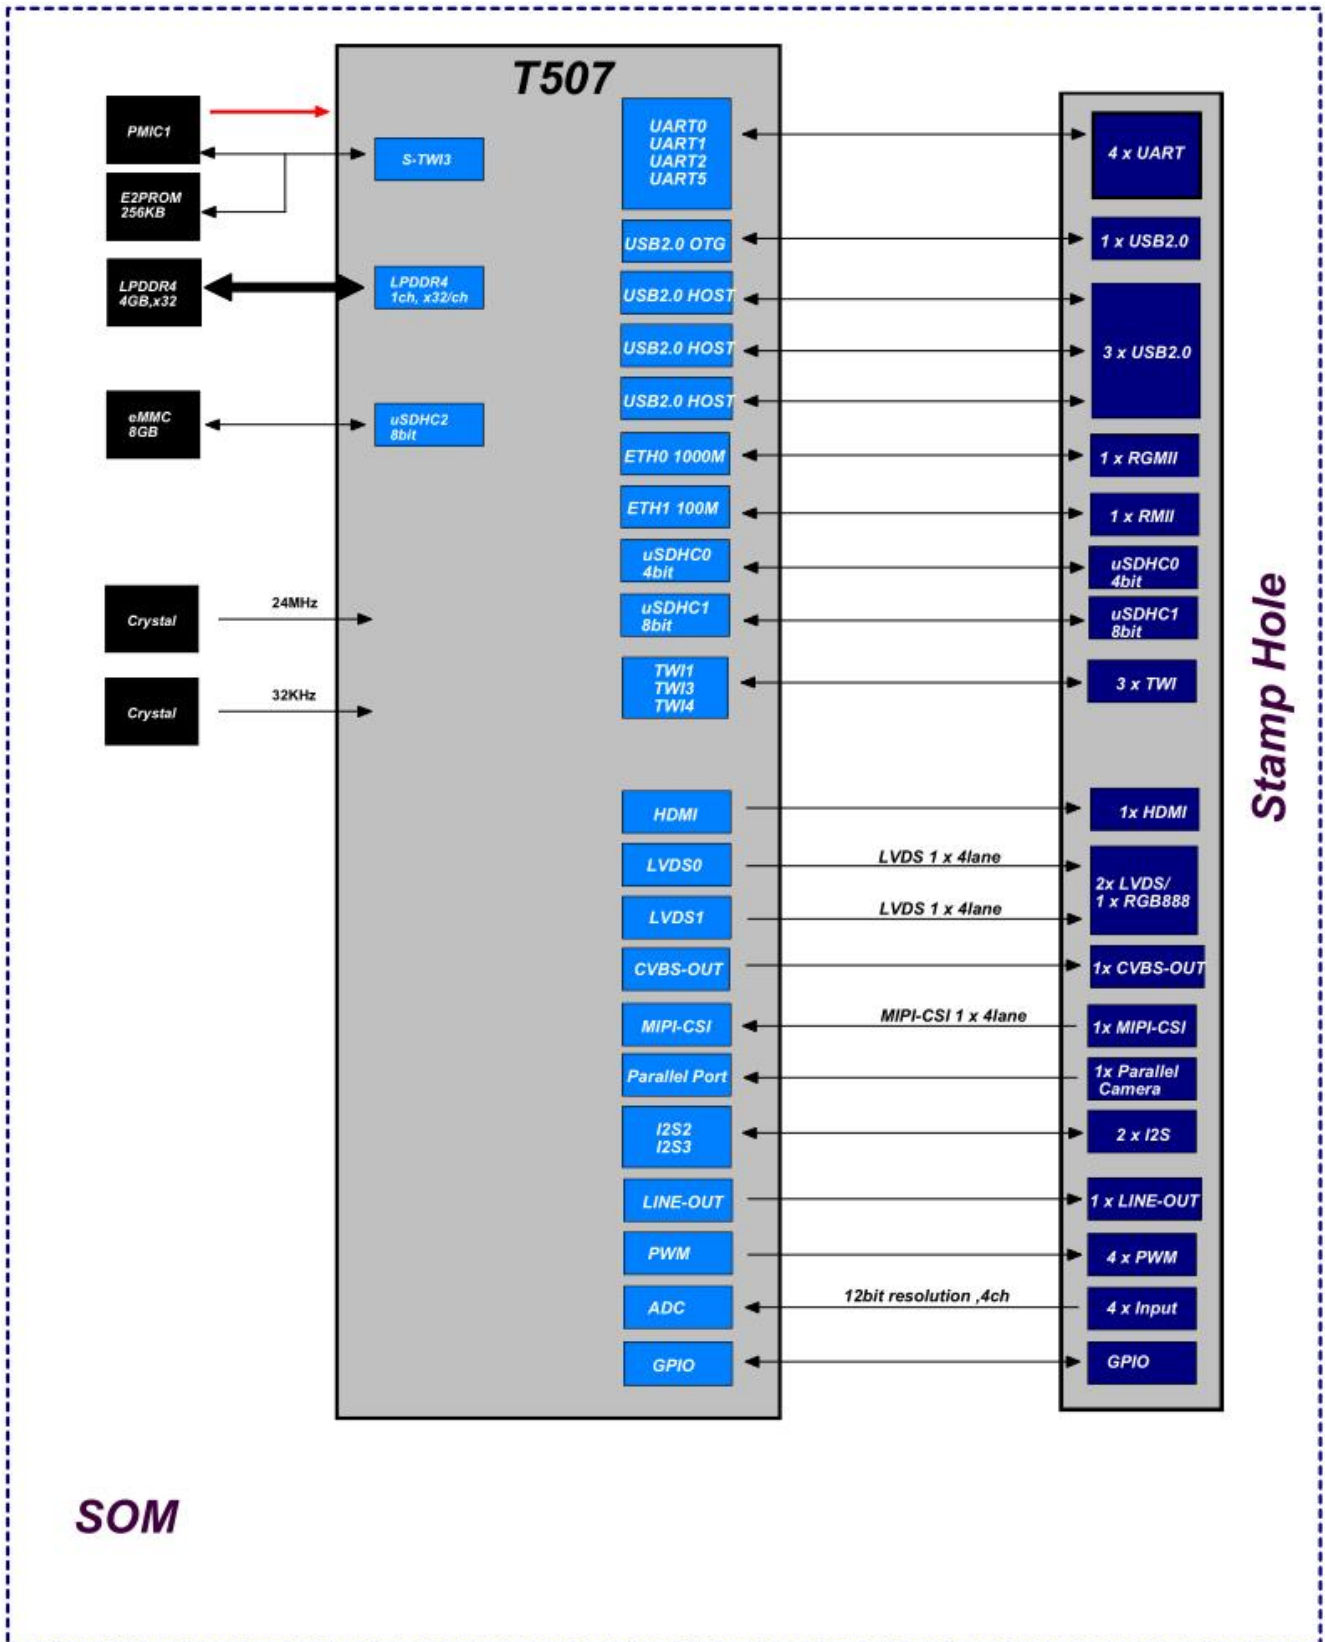 T507
PMIC1
E2PROM
256KB
LPDDR4
4GB,x32
eMMC
8GB
Crystal
24MHz
Crystal
32KHz
S-TWI3
LPDDR4
1ch, x32/ch
uSDHC2
8bit
UART0
UART1
UART2
UART5
4 x UART
USB2.0 OTG
1 x USB2.0
USB2.0 HOST
USB2.0 HOST
USB2.0 HOST
3 x USB2.0
ETH0 1000M
1 x RGMII
ETH1 100M
1 x RMII
uSDHC0
4bit
uSDHC0
4bit
uSDHC1
8bit
uSDHC1
8bit
TWI1
TWI3
TWI4
3 x TWI
HDMI
1x HDMI
LVDS0
LVDS 1 x 4lane
LVDS1
LVDS 1 x 4lane
2x LVDS/
1 x RGB888
CVBS-OUT
1x CVBS-OUT
MIPI-CSI
MIPI-CSI 1 x 4lane
1x MIPI-CSI
Parallel Port
1x Parallel
Camera
I2S2
I2S3
2 x I2S
LINE-OUT
1 x LINE-OUT
PWM
4 x PWM
ADC
12bit resolution ,4ch
4 x Input
GPIO
GPIO
Stamp Hole
SOM